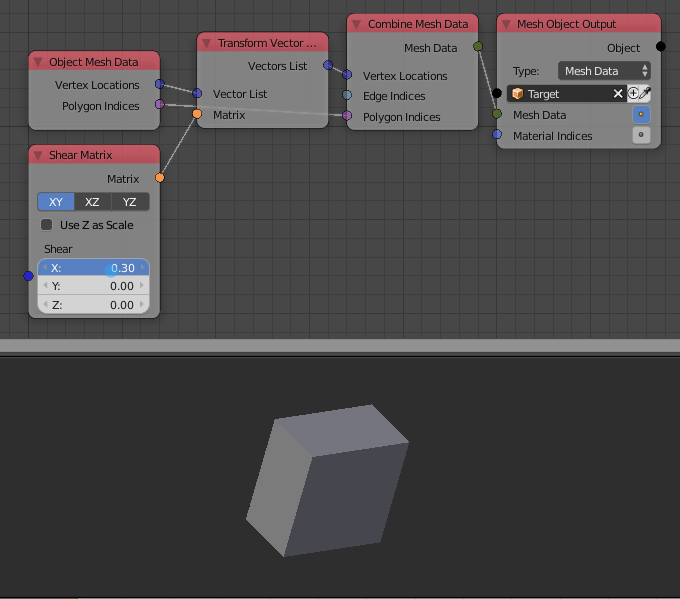 Object Mesh Data
Vertex Locations
Polygon Indices
Shear Matrix
Matrix
XY XZ YZ
Use Z as Scale
Shear
X: 0.30
Y: 0.00
Z: 0.00
Transform Vector ...
Vectors List
Vector List
Matrix
Combine Mesh Data
Mesh Data
Vertex Locations
Edge Indices
Polygon Indices
Mesh Object Output
Object
Type: Mesh Data
Target
Mesh Data
Material Indices